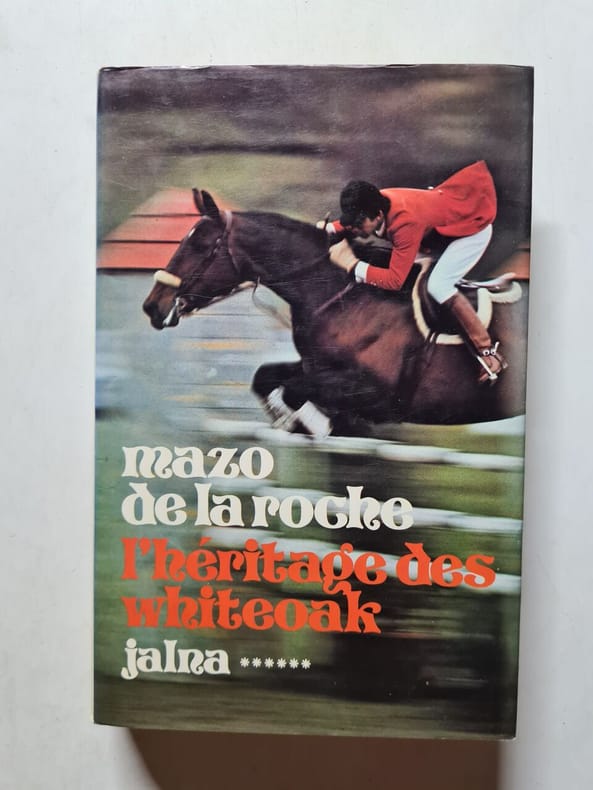 mazo
de la roche
l'héritage des
whiteoak
jalna ******